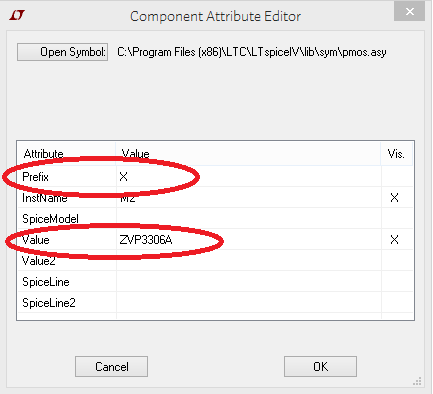 Component Attribute Editor
Open Symbol: C:\Program Files (x86)\LTC\LTspiceIV\lib\sym\pmos.asy
Attribute Value Vis.
Prefix X
InstName M2 X
SpiceModel
Value ZVP3306A X
Value2
SpiceLine
SpiceLine2
Cancel OK